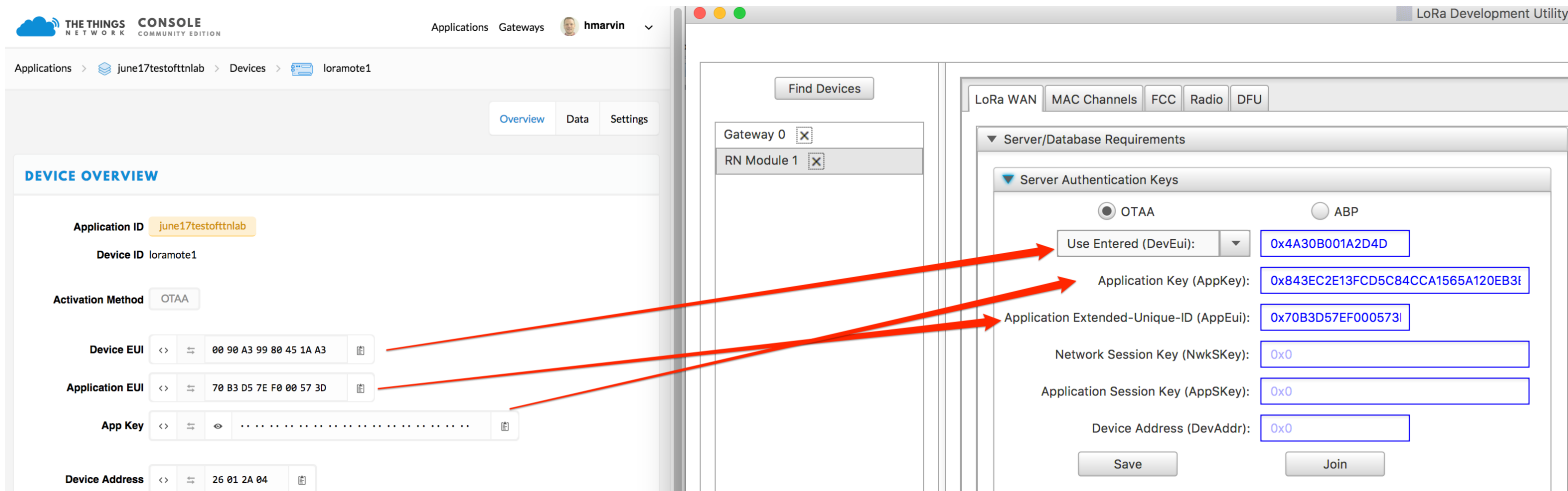 THE THINGS NETWORK
CONSOLE
COMMUNITY EDITION
Applications Gateways hmarvin
Applications > june17testofttnlab > Devices > loramote1
Overview Data Settings
DEVICE OVERVIEW
Application ID june17testofttnlab
Device ID loramote1
Activation Method OTAA
Device EUI 00 90 A3 99 80 45 1A A3
Application EUI 70 B3 D5 7E F0 00 57 3D
App Key
Device Address 26 01 2A 04
LoRa Development Utility
Find Devices
Gateway 0
RN Module 1
LoRa WAN MAC Channels FCC Radio DFU
Server/Database Requirements
Server Authentication Keys
OTAA ABP
Use Entered (DevEui): 0x4A30B001A2D4D
Application Key (AppKey): 0x843EC2E13FCD5C84CCA1565A120EB3E
Application Extended-Unique-ID (AppEui): 0x70B3D57EF000573
Network Session Key (NwkSKey): 0x0
Application Session Key (AppSKey): 0x0
Device Address (DevAddr): 0x0
Save Join